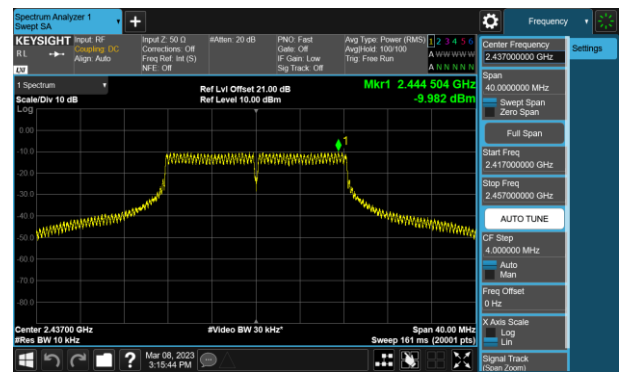 Spectrum Analyzer 1
Swept SA
Frequency
KEYSIGHT
RL
LXI
Input: RF
Coupling: DC
Align: Auto
Input Z: 50 Ω
Corrections: Off
Freq Ref: Int (S)
NFE: Off
#Atten: 20 dB
PNO: Fast
Gate: Off
IF Gain: Low
Sig Track: Off
Avg Type: Power (RMS)
Avg|Hold: 100/100
Trig: Free Run
1 2 3 4 5 6
A W W W W W
A N N N N N
1 Spectrum
Scale/Div 10 dB
Log
Ref Lvl Offset 21.00 dB
Ref Level 10.00 dBm
Mkr1 2.444 504 GHz
-9.982 dBm
1
0.00
-10.0
-20.0
-30.0
-40.0
-50.0
-60.0
-70.0
-80.0
Center 2.43700 GHz
#Res BW 10 kHz
#Video BW 30 kHz*
Span 40.00 MHz
Sweep 161 ms (20001 pts)
Mar 08, 2023
3:15:44 PM
Center Frequency
2.437000000 GHz
Settings
Span
40.0000000 MHz
Swept Span
Zero Span
Full Span
Start Freq
2.417000000 GHz
Stop Freq
2.457000000 GHz
AUTO TUNE
CF Step
4.000000 MHz
Auto
Man
Freq Offset
0 Hz
X Axis Scale
Log
Lin
Signal Track
(Span Zoom)